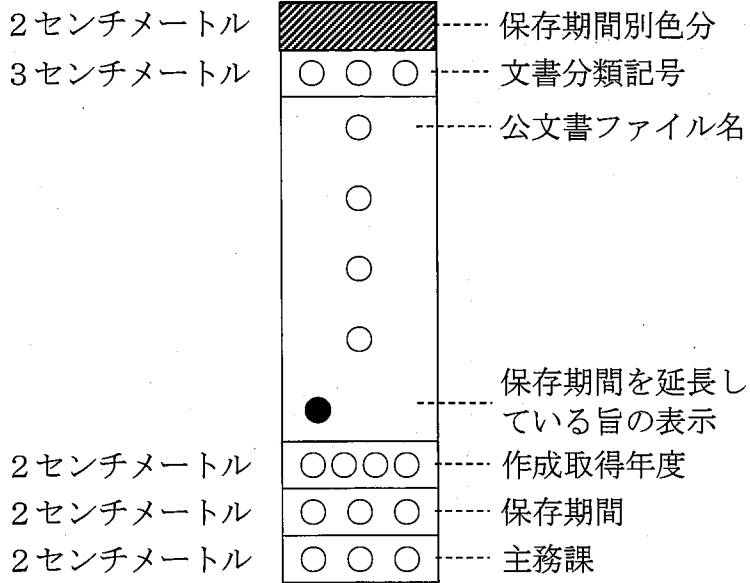 2センチメートル 保存期間別色分
3センチメートル ○ ○ ○ 文書分類記号
○ 公文書ファイル名
○
○
○
● 保存期間を延長し
ている旨の表示
2センチメートル ○○○○ 作成取得年度
2センチメートル ○ ○ ○ 保存期間
2センチメートル ○ ○ ○ 主務課